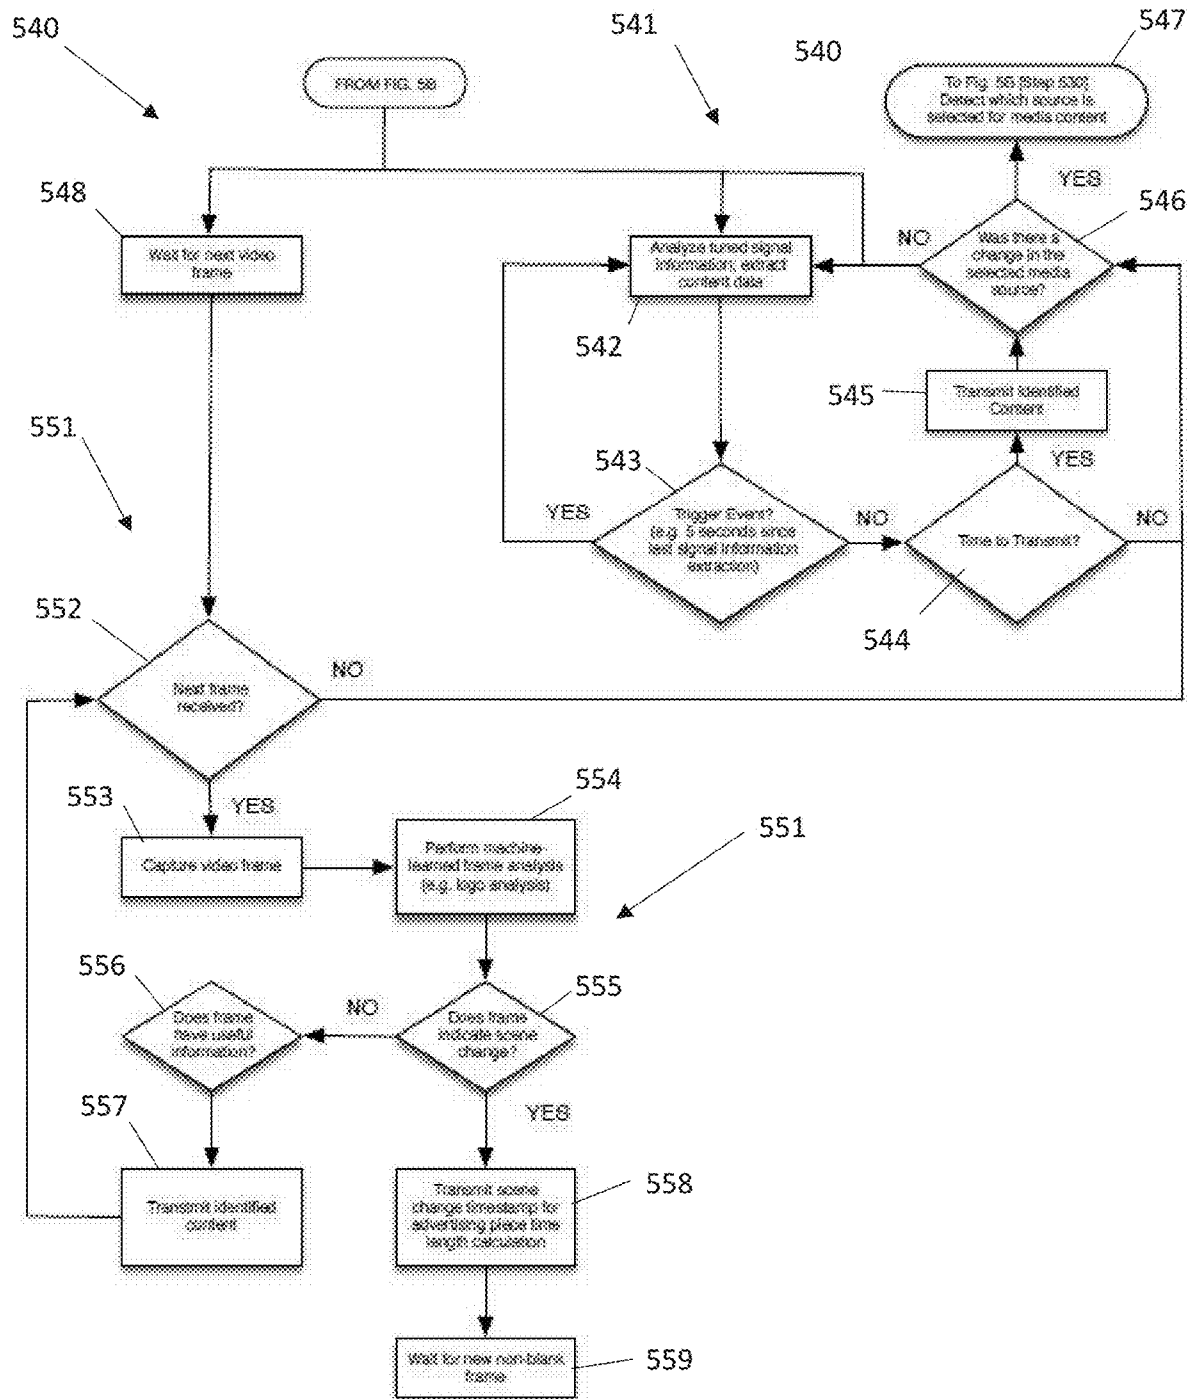 540
541
540
547
FROM FIG. 5B
To Fig. 5B [Step 530]
Detect which source is
selected for media content
YES
548
546
Wait for next video
frame
Analyze tuned signal
information; extract
content data
NO
Was there a
change in the
selected media
source?
542
545
Transmit identified
Content
551
543
YES
YES
Trigger Event?
(e.g. 5 seconds since
last signal information
extraction)
NO
Time to Transmit?
NO
552
544
Next frame
received?
NO
553
YES
554
551
Capture video frame
Perform machine-
learned frame analysis
(e.g. logo analysis)
556
555
NO
Does frame
have useful
information?
Does frame
indicate scene
change?
557
YES
558
Transmit identified
content
Transmit scene
change timestamp for
advertising piece time
length calculation
Wait for new non-blank
frame
559